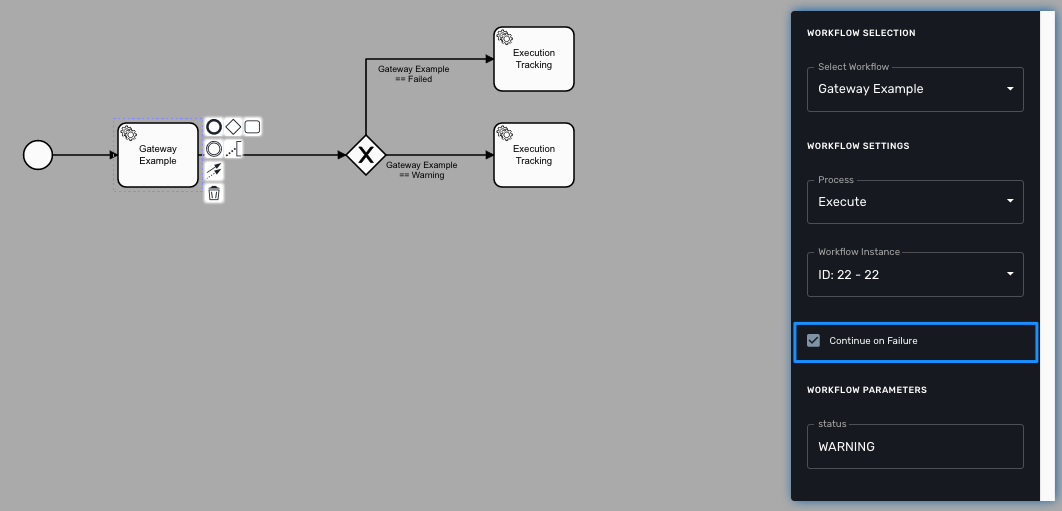 Execution
Tracking
Gateway Example
== Failed
Gateway
Example
X
Gateway Example
== Warning
Execution
Tracking
WORKFLOW SELECTION
Select Workflow
Gateway Example
WORKFLOW SETTINGS
Process
Execute
Workflow Instance
ID: 22 - 22
Continue on Failure
WORKFLOW PARAMETERS
status
WARNING